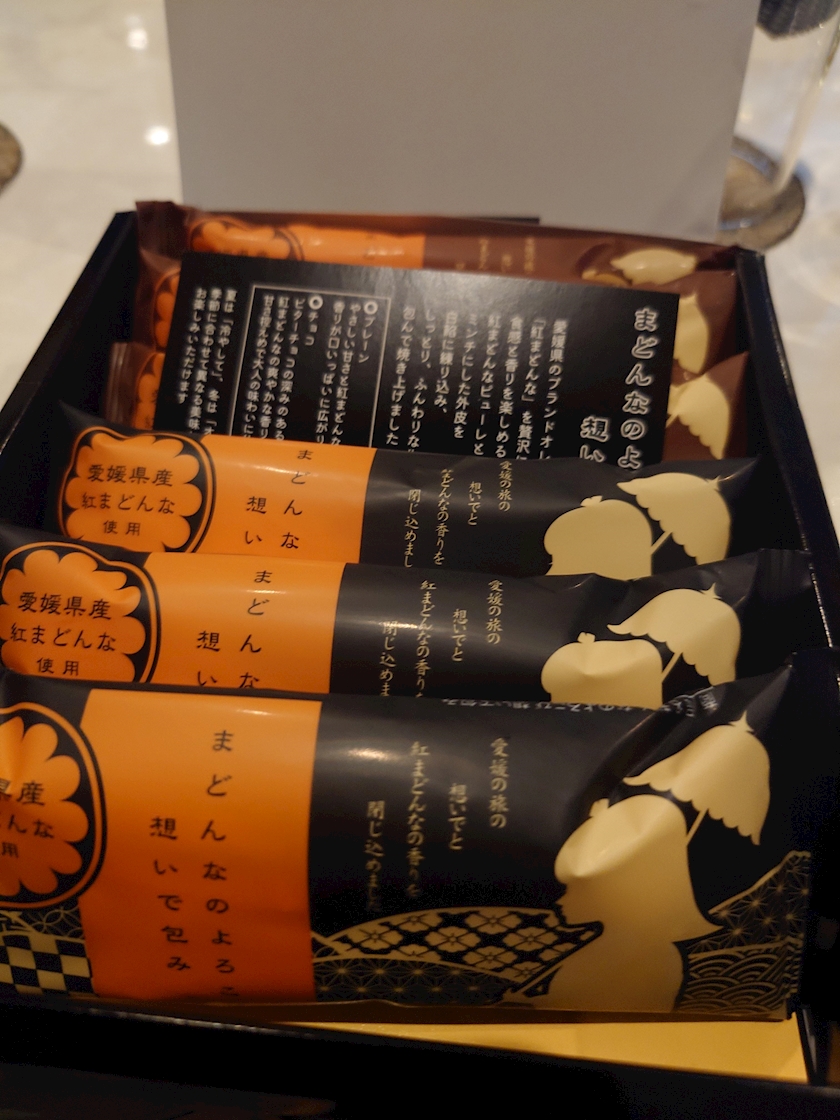 まどんなのよ
想い
愛媛県のブランドオレ
「紅まどんな」を贅沢に
食感と香りを楽しめる
紅まどんなピューレと
ミンチにした外皮を
白餡に練り込み、
しっとり、ふんわりな
包んで焼き上げました
プレーン
やさしい甘さと紅まどんな
香りが口いっぱいに広がり
チョコ
ビターチョコの深みのある
紅まどんなの爽やかな香り
甘さ控えめで大人の味わいに
夏は「冷やして」、冬は「
季節に合わせて異なる美味
お楽しみいただけます
愛媛県産
紅まどんな
使用
まどんな
想い
愛媛の旅の
想いでと
紅まどんなの香りを
閉じ込めまし
愛媛県産
紅まどんな
使用
まどんな
想い
愛媛の旅の
想いでと
紅まどんなの香りを
閉じ込めま
県産
どんな
用
まどんなのよろこ
想いで包み
愛媛の旅の
想いでと
紅まどんなの香りを
閉じ込めました